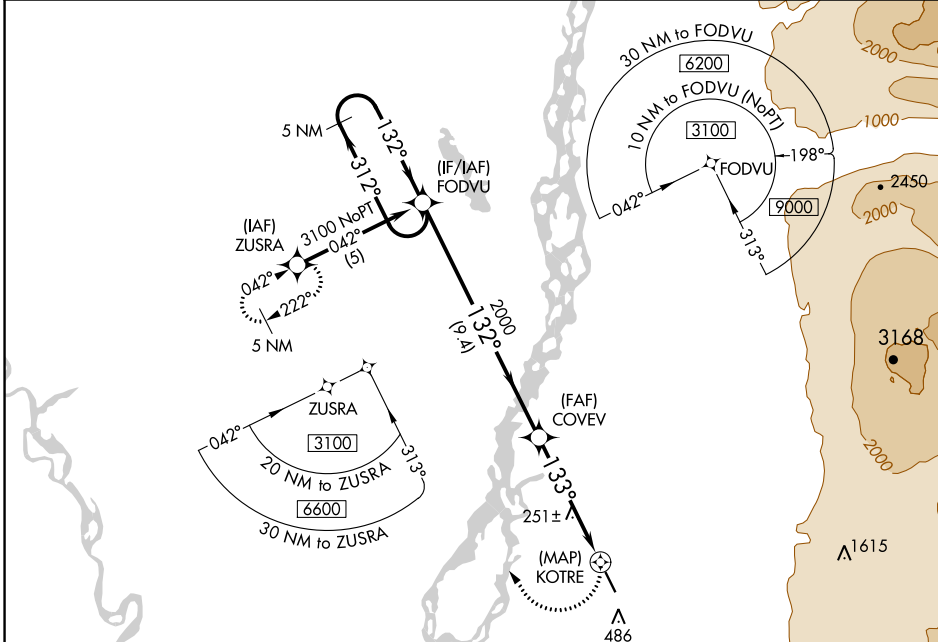 30 NM to FODVU
6200
10 NM to FODVU (NoPT)
3100
FODVU
198°
042°
9000
313°
2000
1000
2450
2000
3168
2000
1615
5 NM
132°
312°
(IF/IAF)
FODVU
(IAF)
ZUSRA
3100 NoPT
042°
(5)
042°
222°
5 NM
2000
132°
(9.4)
ZUSRA
042°
3100
313°
20 NM to ZUSRA
6600
30 NM to ZUSRA
(FAF)
COVEV
133°
251±
(MAP)
KOTRE
486